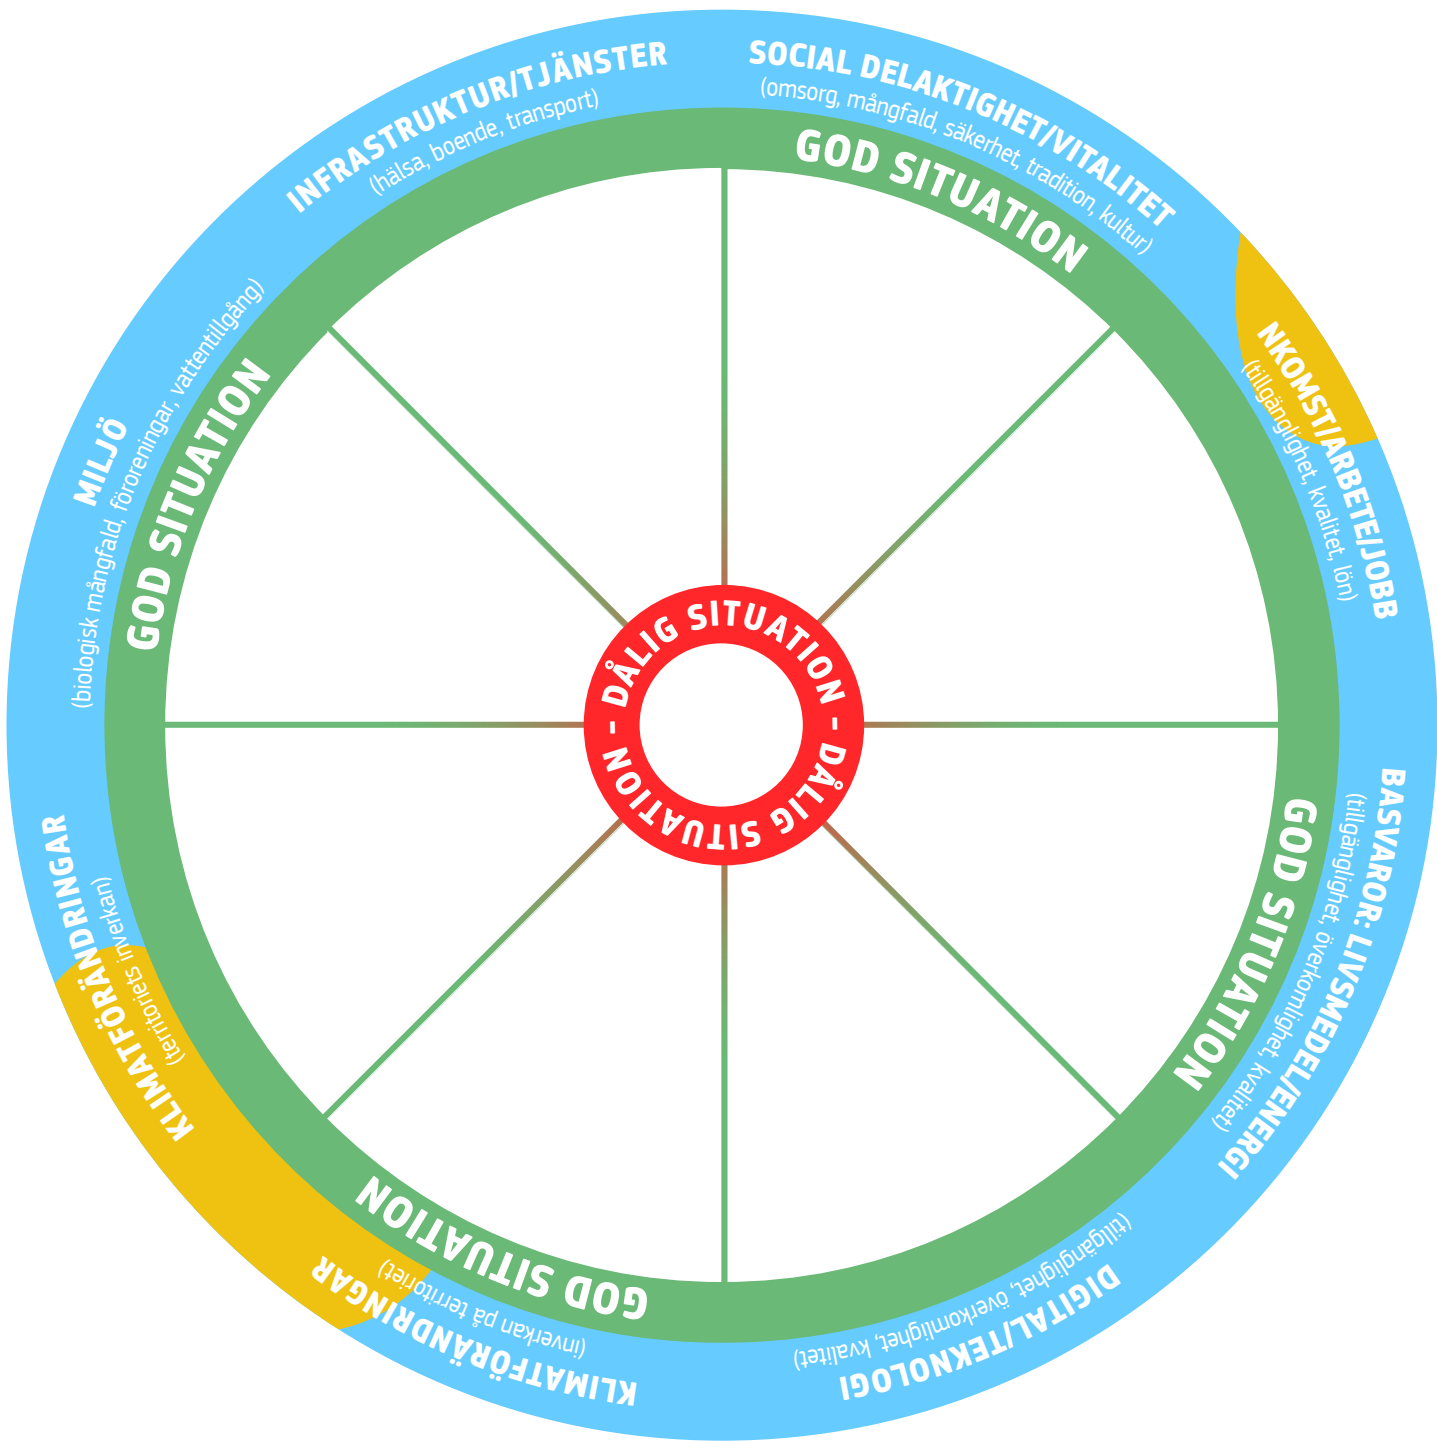 SOCIAL DELAKTIGHET/VITALITET
(omsorg, mångfald, säkerhet, tradition, kultur)
NKOMST/ARBETE/JOBB
(tillgänglighet, kvalitet, lön)
BASVAROR: LIVSMEDEL/ENERGI
(tillgänglighet, överkomlighet, kvalitet)
DIGITAL/TEKNOLOGI
(tillgänglighet, överkomlighet, kvalitet)
KLIMATFÖRÄNDRINGAR
(inverkan på territoriet)
KLIMATFÖRÄNDRINGAR
(territoriets inverkan)
MILJÖ
(biologisk mångfald, föroreningar, vattentillgång)
INFRASTRUKTUR/TJÄNSTER
(hälsa, boende, transport)
GOD SITUATION
GOD SITUATION
GOD SITUATION
GOD SITUATION
DÅLIG SITUATION - DÅLIG SITUATION -